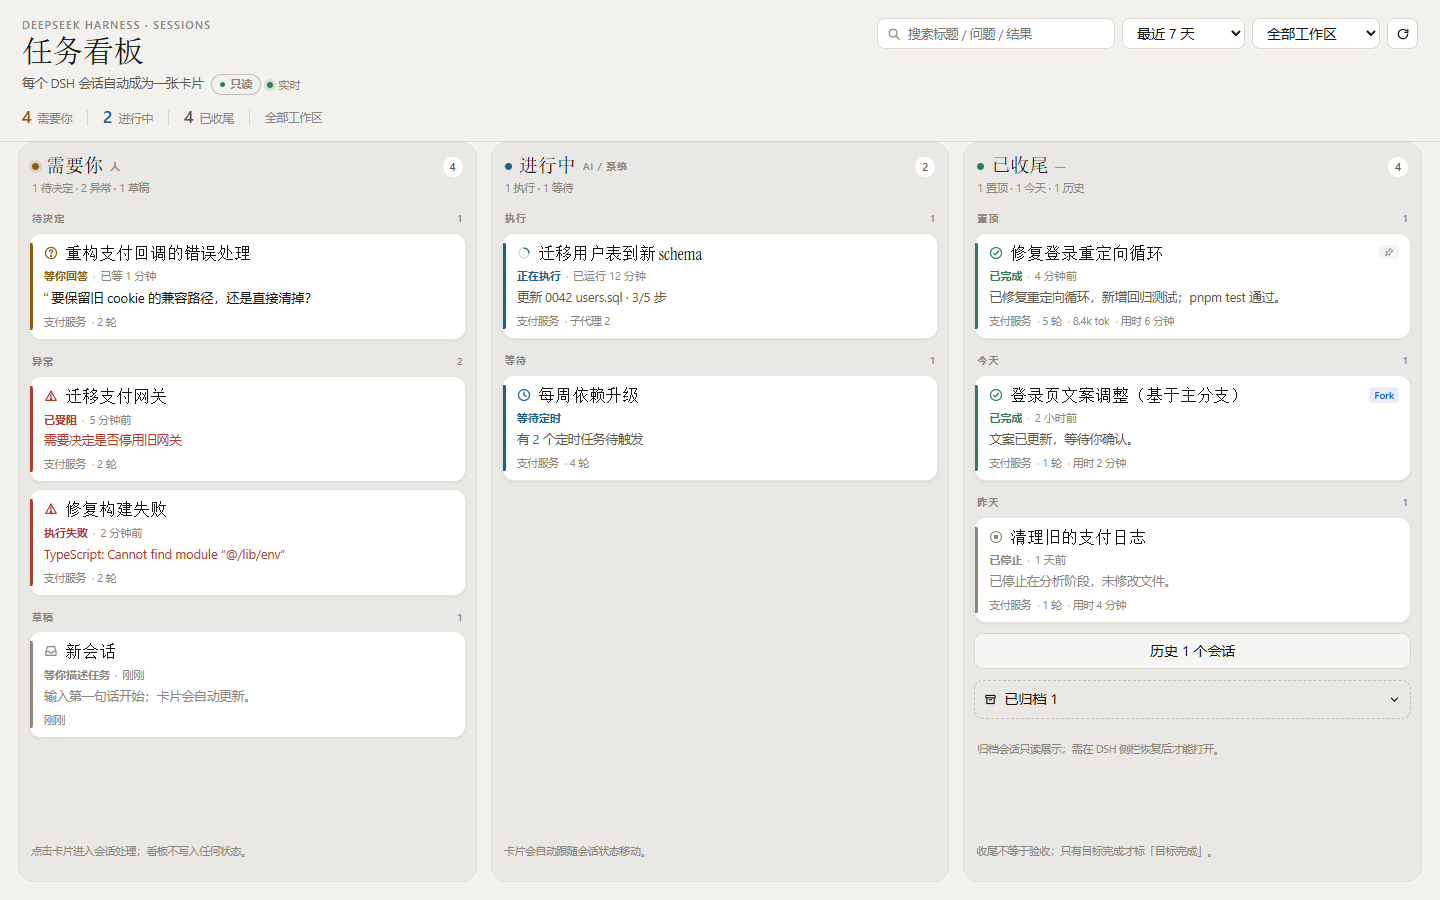 DEEPSEEK HARNESS · SESSIONS
任务看板
每个 DSH 会话自动成为一张卡片 只读 实时
4 需要你 2 进行中 4 已收尾 全部工作区
搜索标题 / 问题 / 结果 最近 7 天 全部工作区
需要你 人 4
1 待决定 · 2 异常 · 1 草稿
待决定 1
重构支付回调的错误处理
等你回答 · 已等 1 分钟
“ 要保留旧 cookie 的兼容路径，还是直接清掉？
支付服务 · 2 轮
异常 2
迁移支付网关
已受阻 · 5 分钟前
需要决定是否停用旧网关
支付服务 · 2 轮
修复构建失败
执行失败 · 2 分钟前
TypeScript: Cannot find module “@/lib/env”
支付服务 · 2 轮
草稿 1
新会话
等你描述任务 · 刚刚
输入第一句话开始；卡片会自动更新。
刚刚
点击卡片进入会话处理；看板不写入任何状态。
进行中 AI / 系统 2
1 执行 · 1 等待
执行 1
迁移用户表到新 schema
正在执行 · 已运行 12 分钟
更新 0042 users.sql · 3/5 步
支付服务 · 子代理 2
等待 1
每周依赖升级
等待定时
有 2 个定时任务待触发
支付服务 · 4 轮
卡片会自动跟随会话状态移动。
已收尾 — 4
1 置顶 · 1 今天 · 1 历史
置顶 1
修复登录重定向循环
已完成 · 4 分钟前
已修复重定向循环，新增回归测试；pnpm test 通过。
支付服务 · 5 轮 · 8.4k tok · 用时 6 分钟
今天 1
登录页文案调整（基于主分支） Fork
已完成 · 2 小时前
文案已更新，等待你确认。
支付服务 · 1 轮 · 用时 2 分钟
昨天 1
清理旧的支付日志
已停止 · 1 天前
已停止在分析阶段，未修改文件。
支付服务 · 1 轮 · 用时 4 分钟
历史 1 个会话
已归档 1
归档会话只读展示；需在 DSH 侧栏恢复后才能打开。
收尾不等于验收；只有目标完成才标「目标完成」。